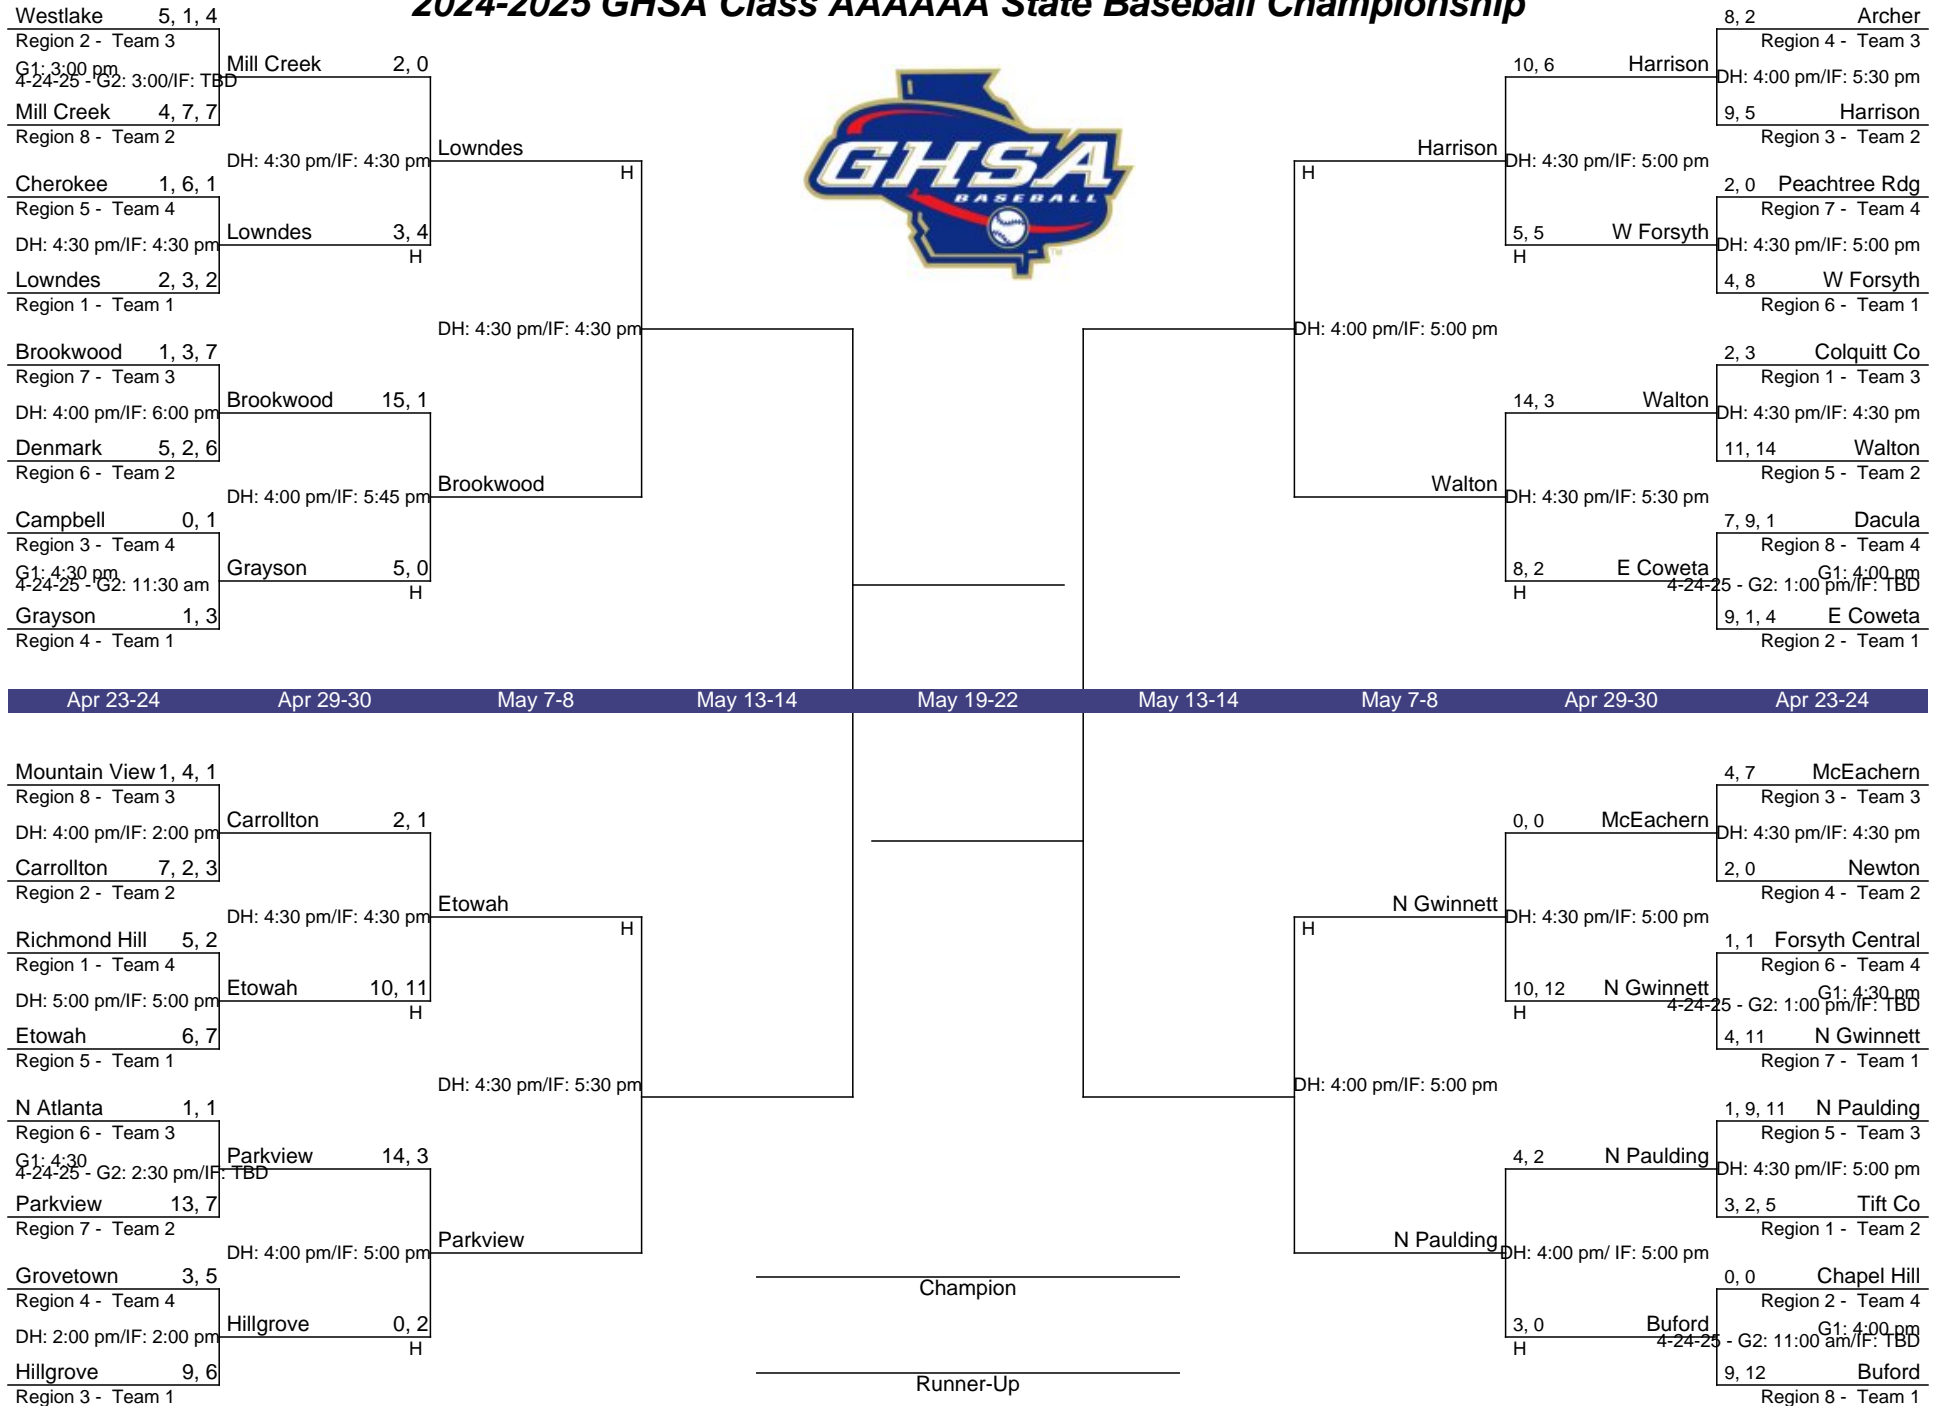 2024-2025 GHSA Class AAAAAA State Baseball Championship
Westlake 5, 1, 4
Region 2 - Team 3
G1: 3:00 pm
4-24-25 - G2: 3:00/IF: TBD
Mill Creek 4, 7, 7
Region 8 - Team 2
Cherokee 1, 6, 1
Region 5 - Team 4
DH: 4:30 pm/IF: 4:30 pm
Lowndes 2, 3, 2
Region 1 - Team 1
Brookwood 1, 3, 7
Region 7 - Team 3
DH: 4:00 pm/IF: 6:00 pm
Denmark 5, 2, 6
Region 6 - Team 2
Campbell 0, 1
Region 3 - Team 4
G1: 4:30 pm
4-24-25 - G2: 11:30 am
Grayson 1, 3
Region 4 - Team 1
Mill Creek 2, 0
DH: 4:30 pm/IF: 4:30 pm
Lowndes 3, 4
H
Brookwood 15, 1
DH: 4:00 pm/IF: 5:45 pm
Grayson 5, 0
H
Lowndes
H
DH: 4:30 pm/IF: 4:30 pm
Brookwood
GHSA
BASEBALL
TM
Harrison
H
DH: 4:00 pm/IF: 5:00 pm
Walton
10, 6 Harrison
DH: 4:30 pm/IF: 5:00 pm
5, 5 W Forsyth
H
14, 3 Walton
DH: 4:30 pm/IF: 5:30 pm
8, 2 E Coweta
H
8, 2 Archer
Region 4 - Team 3
DH: 4:00 pm/IF: 5:30 pm
9, 5 Harrison
Region 3 - Team 2
2, 0 Peachtree Rdg
Region 7 - Team 4
DH: 4:30 pm/IF: 5:00 pm
4, 8 W Forsyth
Region 6 - Team 1
2, 3 Colquitt Co
Region 1 - Team 3
DH: 4:30 pm/IF: 4:30 pm
11, 14 Walton
Region 5 - Team 2
7, 9, 1 Dacula
Region 8 - Team 4
G1: 4:00 pm
4-24-25 - G2: 1:00 pm/IF: TBD
9, 1, 4 E Coweta
Region 2 - Team 1
Apr 23-24 Apr 29-30 May 7-8 May 13-14 May 19-22 May 13-14 May 7-8 Apr 29-30 Apr 23-24
Mountain View 1, 4, 1
Region 8 - Team 3
DH: 4:00 pm/IF: 2:00 pm
Carrollton 7, 2, 3
Region 2 - Team 2
Richmond Hill 5, 2
Region 1 - Team 4
DH: 5:00 pm/IF: 5:00 pm
Etowah 6, 7
Region 5 - Team 1
N Atlanta 1, 1
Region 6 - Team 3
G1: 4:30
4-24-25 - G2: 2:30 pm/IF: TBD
Parkview 13, 7
Region 7 - Team 2
Grovetown 3, 5
Region 4 - Team 4
DH: 2:00 pm/IF: 2:00 pm
Hillgrove 9, 6
Region 3 - Team 1
Carrollton 2, 1
DH: 4:30 pm/IF: 4:30 pm
Etowah 10, 11
H
Parkview 14, 3
DH: 4:00 pm/IF: 5:00 pm
Hillgrove 0, 2
H
Etowah
H
DH: 4:30 pm/IF: 5:30 pm
Parkview
Champion
Runner-Up
N Gwinnett
H
DH: 4:00 pm/IF: 5:00 pm
N Paulding
0, 0 McEachern
DH: 4:30 pm/IF: 5:00 pm
10, 12 N Gwinnett
H
4, 2 N Paulding
DH: 4:00 pm/ IF: 5:00 pm
3, 0 Buford
H
4, 7 McEachern
Region 3 - Team 3
DH: 4:30 pm/IF: 4:30 pm
2, 0 Newton
Region 4 - Team 2
1, 1 Forsyth Central
Region 6 - Team 4
G1: 4:30 pm
4-24-25 - G2: 1:00 pm/IF: TBD
4, 11 N Gwinnett
Region 7 - Team 1
1, 9, 11 N Paulding
Region 5 - Team 3
DH: 4:30 pm/IF: 5:00 pm
3, 2, 5 Tift Co
Region 1 - Team 2
0, 0 Chapel Hill
Region 2 - Team 4
G1: 4:00 pm
4-24-25 - G2: 11:00 am/IF: TBD
9, 12 Buford
Region 8 - Team 1